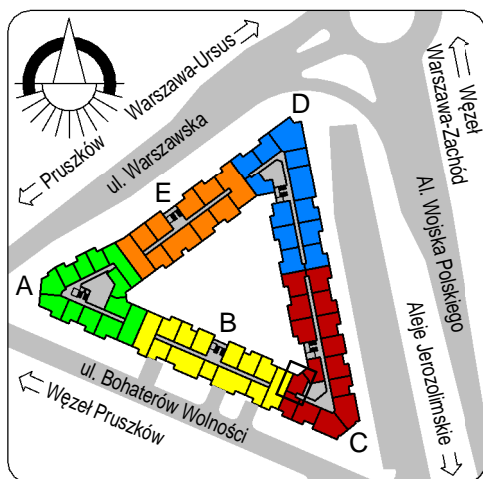 Warszawa-Ursus
Pruszków
ul. Warszawska
D
Węzeł
Warszawa-Zachód
E
Al. Wojska Polskiego
A
B
Aleje Jerozolimskie
ul. Bohaterów Wolności
Węzeł Pruszków
C